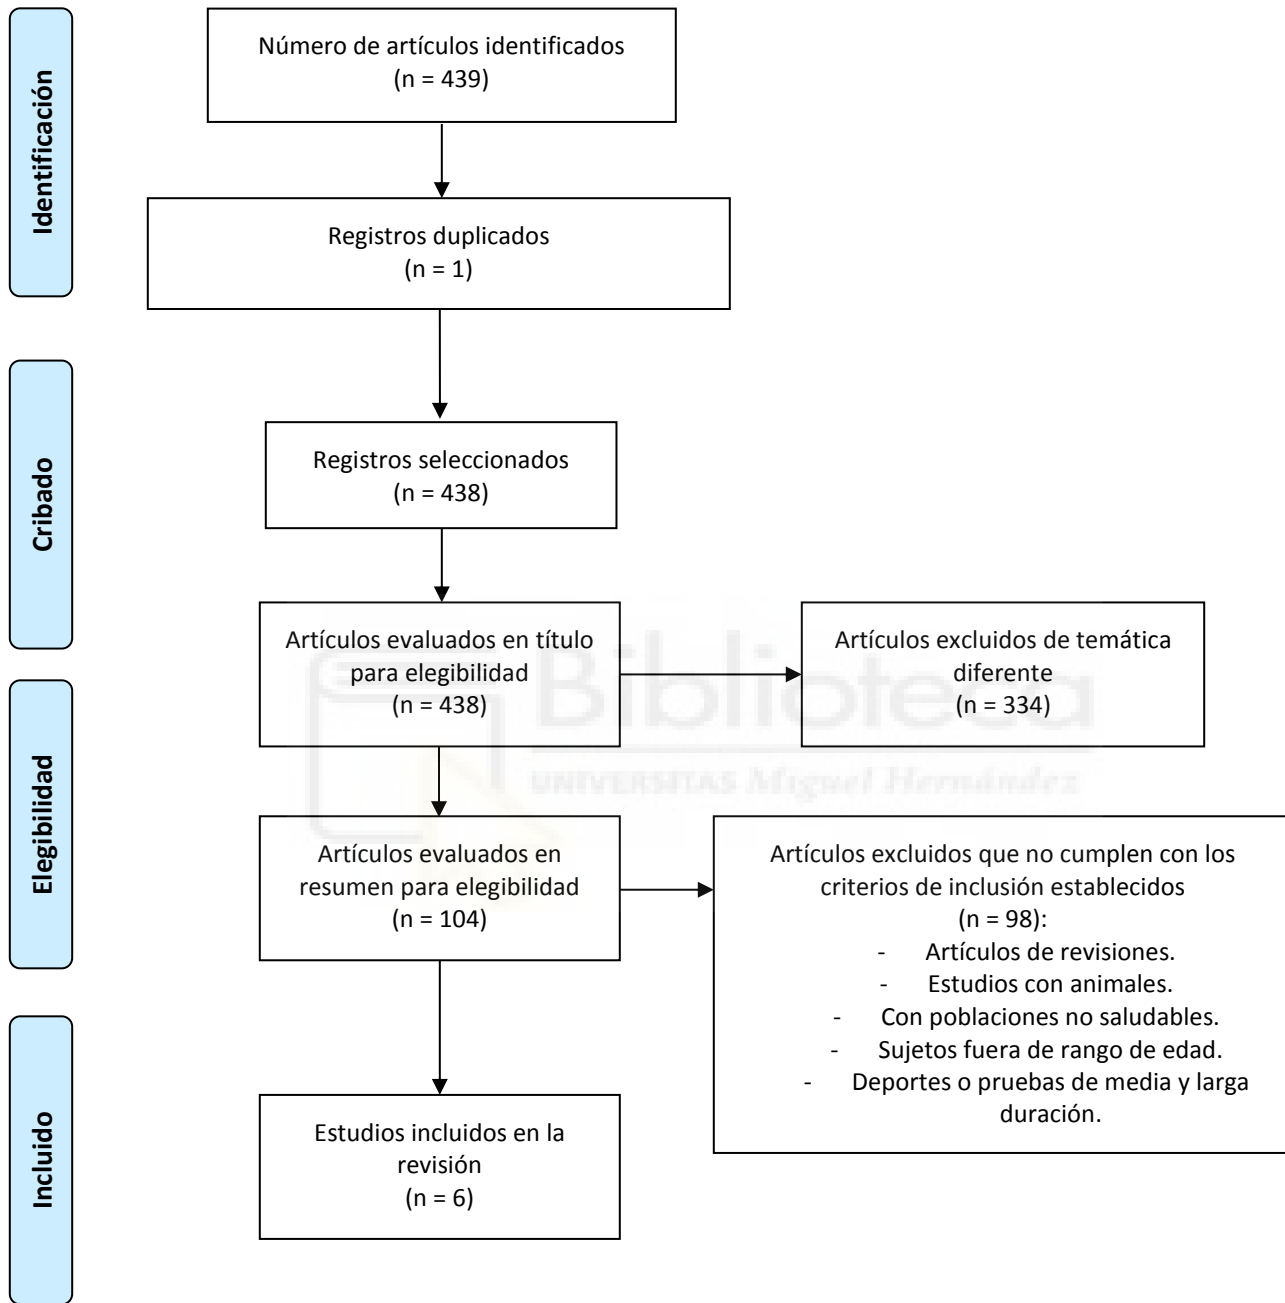 Identificación
Número de artículos identificados
(n = 439)
Registros duplicados
(n = 1)
Cribado
Registros seleccionados
(n = 438)
Artículos evaluados en título
para elegibilidad
(n = 438)
Artículos excluidos de temática
diferente
(n = 334)
Biblioteca
UNIVERSITAS Miguel Hernández
Elegibilidad
Artículos evaluados en
resumen para elegibilidad
(n = 104)
Artículos excluidos que no cumplen con los
criterios de inclusión establecidos
(n = 98):
- Artículos de revisiones.
- Estudios con animales.
- Con poblaciones no saludables.
- Sujetos fuera de rango de edad.
- Deportes o pruebas de media y larga
duración.
Incluido
Estudios incluidos en la
revisión
(n = 6)